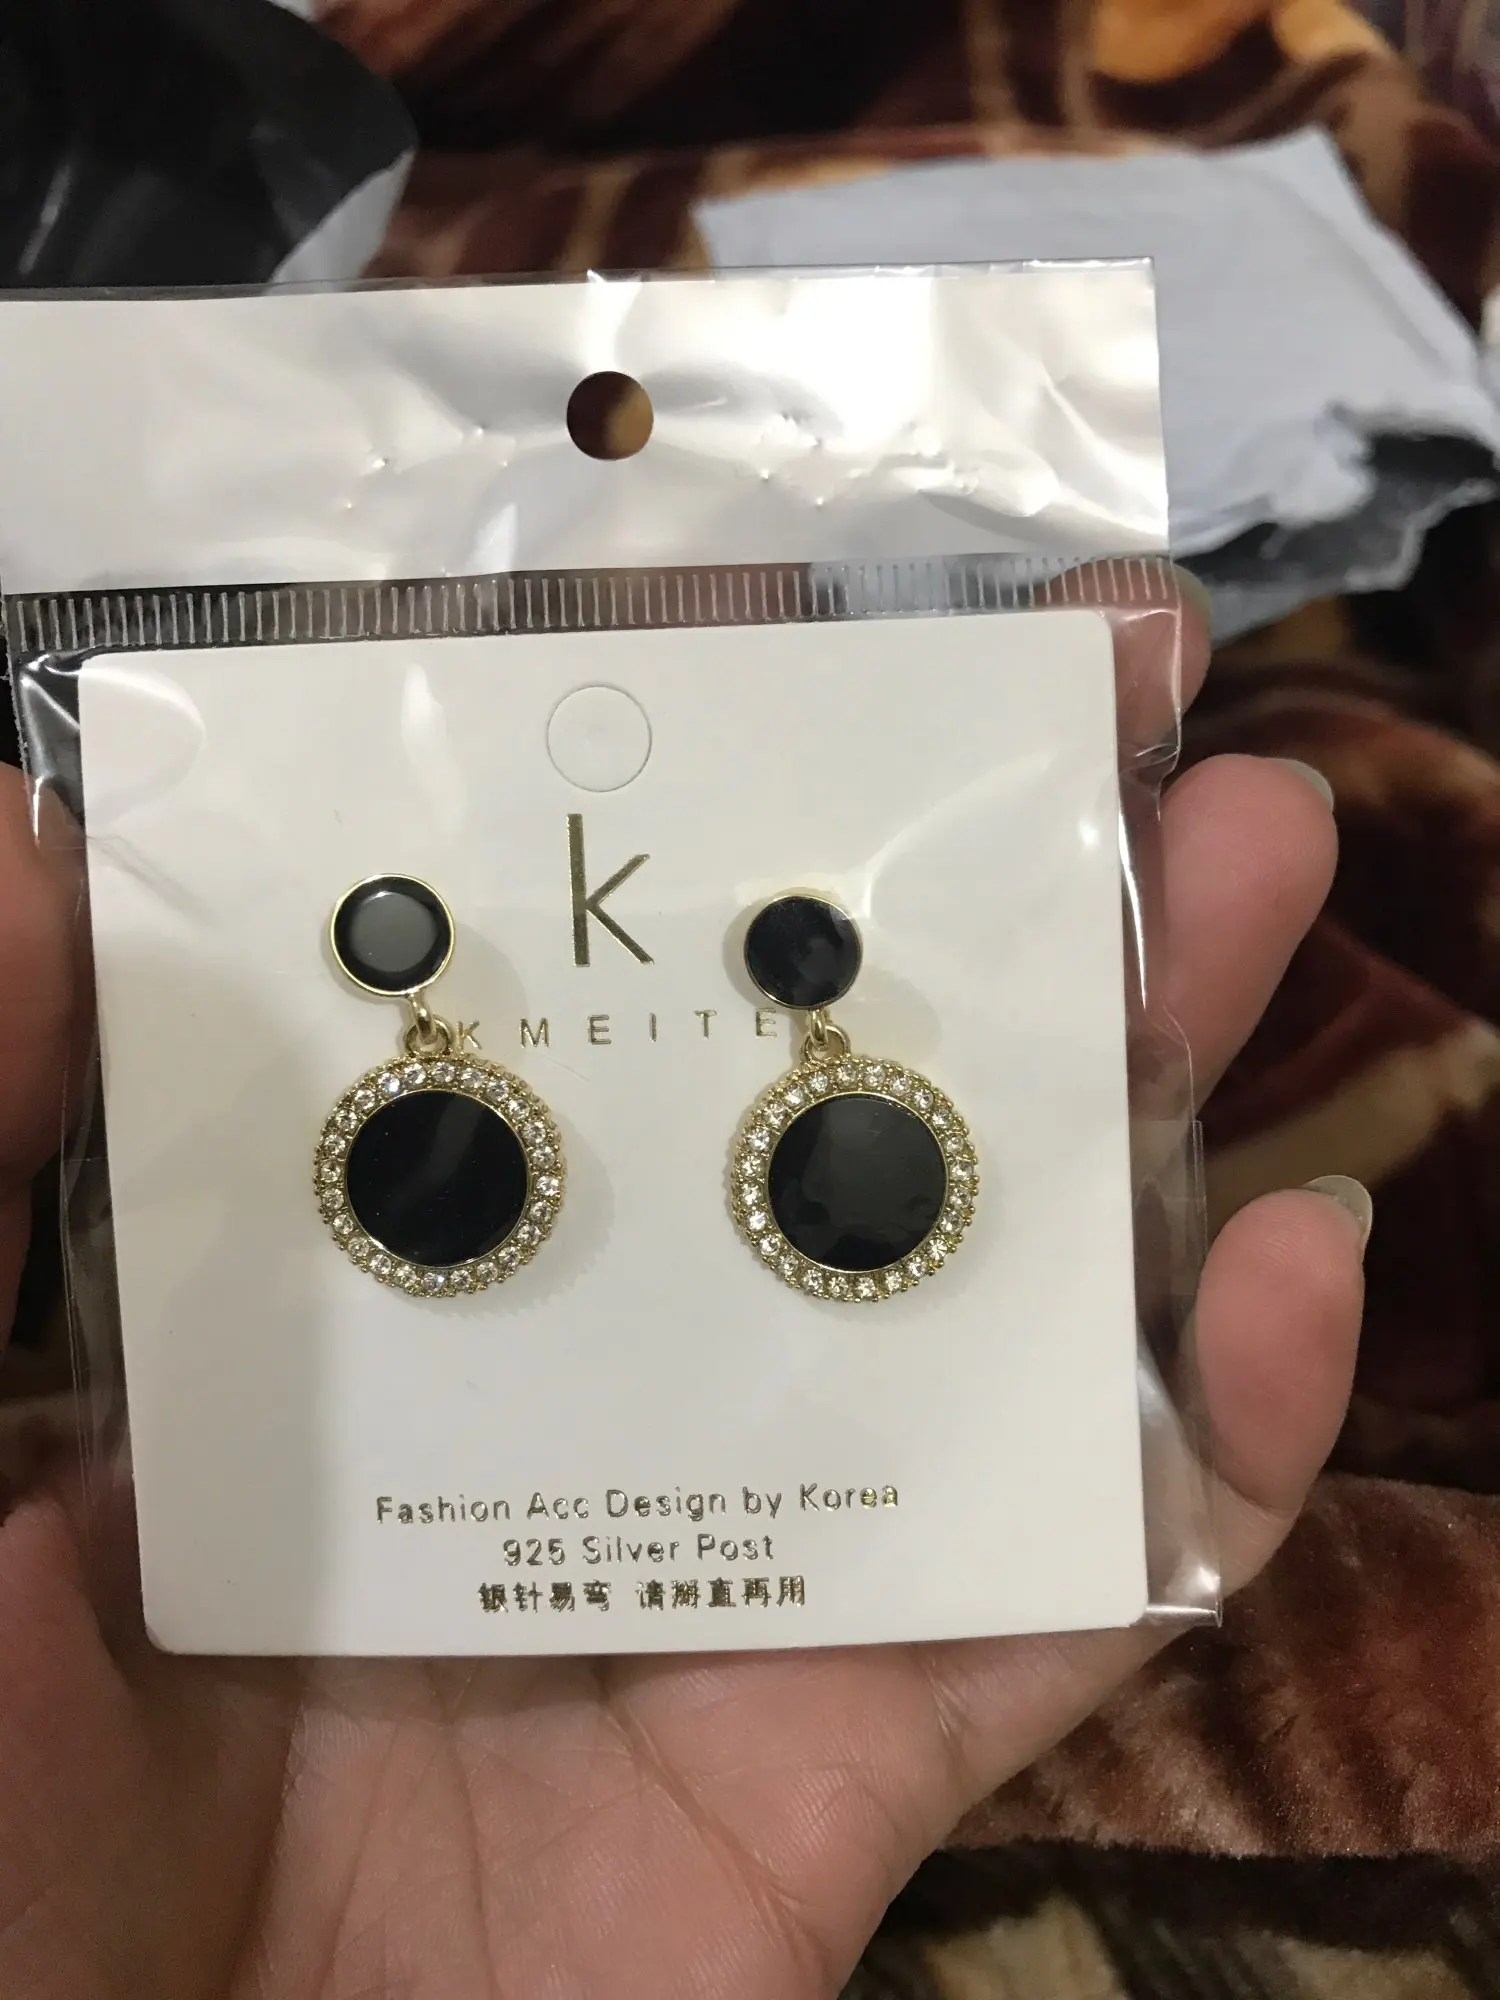 k
KMEITE
Fashion Acc Design by Korea
925 Silver Post
银针易弯 请掰直再用